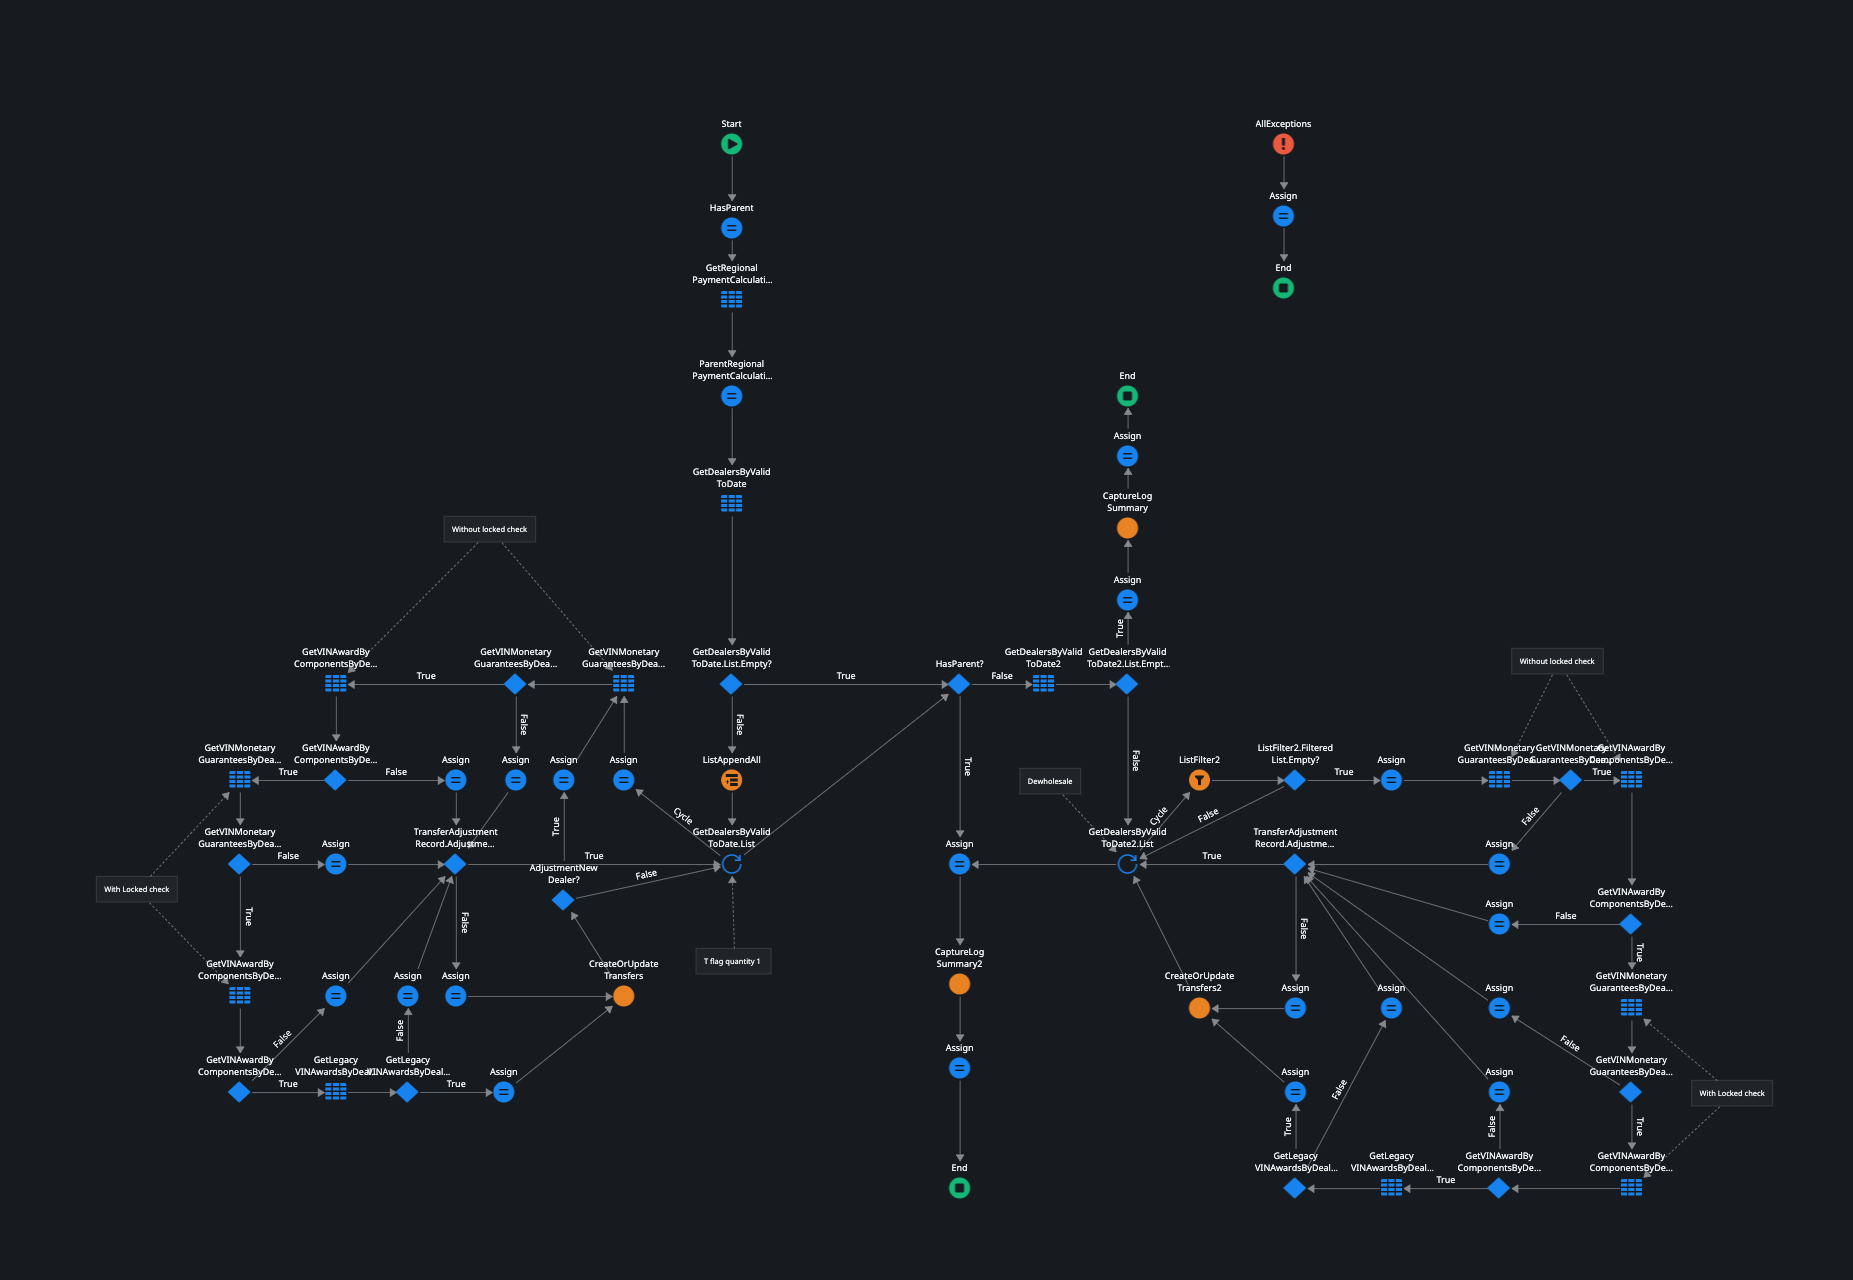 Start
AllExceptions
HasParent
Assign
GetRegional
PaymentCalculati...
End
ParentRegional
PaymentCalculati...
End
Assign
GetDealersByValid
ToDate
CaptureLog
Summary
Without locked check
Assign
True
GetVINAwardBy
ComponentsByDe...
True
GetVINMonetary
GuaranteesByDea...
GetVINMonetary
GuaranteesByDea...
GetDealersByValid
ToDate.List.Empty?
True
HasParent?
False
GetDealersByValid
ToDate2
GetDealersByValid
ToDate2.List.Empt...
Without locked check
False
False
True
False
GetVINMonetary
GuaranteesByDea...
True
GetVINAwardBy
ComponentsByDe...
False
Assign
Assign
Assign
Assign
ListAppendAll
Dewholesale
ListFilter2
ListFilter2.Filtered
List.Empty?
True
Assign
GetVINMonetary
GuaranteesByDea...
GetVINMonetary
GuaranteesByDea...
True
GetVINAwardBy
ComponentsByDe...
Cycle
Cycle
False
False
GetVINMonetary
GuaranteesByDea...
False
Assign
TransferAdjustment
Record.Adjustme...
True
True
GetDealersByValid
ToDate.List
Assign
GetDealersByValid
ToDate2.List
True
TransferAdjustment
Record.Adjustme...
Assign
With Locked check
AdjustmentNew
Dealer?
False
True
False
False
Assign
False
GetVINAwardBy
ComponentsByDe...
True
T flag quantity 1
GetVINAwardBy
ComponentsByDe...
Assign
Assign
Assign
CreateOrUpdate
Transfers
CaptureLog
Summary2
CreateOrUpdate
Transfers2
Assign
Assign
Assign
GetVINMonetary
GuaranteesByDea...
False
False
False
GetVINAwardBy
ComponentsByDe...
True
GetLegacy
VINAwardsByDeal...
GetLegacy
VINAwardsByDeal...
True
Assign
Assign
Assign
False
Assign
GetVINMonetary
GuaranteesByDea...
With Locked check
True
False
True
End
GetLegacy
VINAwardsByDeal...
GetLegacy
VINAwardsByDeal...
True
GetVINAwardBy
ComponentsByDe...
GetVINAwardBy
ComponentsByDe...